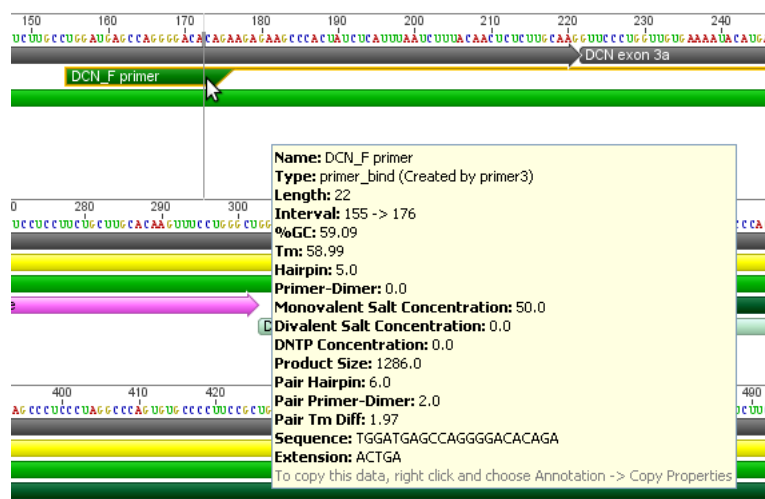 150 160 170 180 190 200 210 220 230 240
UCUUGCCUGGAUGAGCCAGGGGACACAGAAGAGAAGCCCACUAUCUCAUUUAAUCUUUACAACUCUCUUGCAAGGUUCCCUGGUUGUGAAAAUACAUG
DCN exon 3a
DCN_F primer
Name: DCN_F primer
Type: primer_bind (Created by primer3)
Length: 22
Interval: 155 -> 176
280 290 300
UCCUCCUUCUGCUUGCACAAGUUUCCUGGGCUG
%GC: 59.09
Tm: 58.99
Hairpin: 5.0
Primer-Dimer: 0.0
Monovalent Salt Concentration: 50.0
Divalent Salt Concentration: 0.0
DNTP Concentration: 0.0
Product Size: 1286.0
Pair Hairpin: 6.0
400 410 420 490
AGCCCUCCCUAGGCCCAGUGUGCCCCUUCCGCUG
Pair Primer-Dimer: 2.0
Pair Tm Diff: 1.97
Sequence: TGGATGAGCCAGGGGACACAGA
Extension: ACTGA
To copy this data, right click and choose Annotation -> Copy Properties